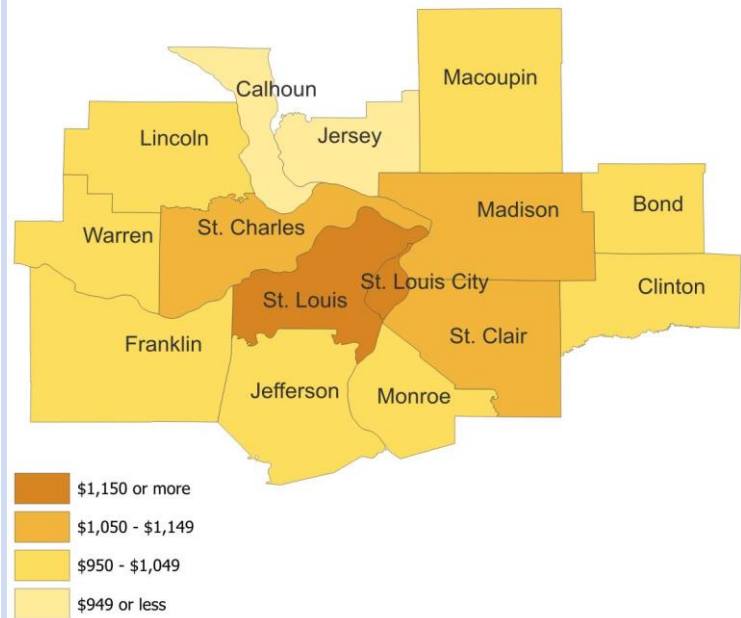 Macoupin
Calhoun
Lincoln
Jersey
Madison
Bond
St. Charles
Warren
St. Louis City
Clinton
St. Louis
St. Clair
Franklin
Jefferson
Monroe
$1,150 or more
$1,050 - $1,149
$950 - $1,049
$949 or less